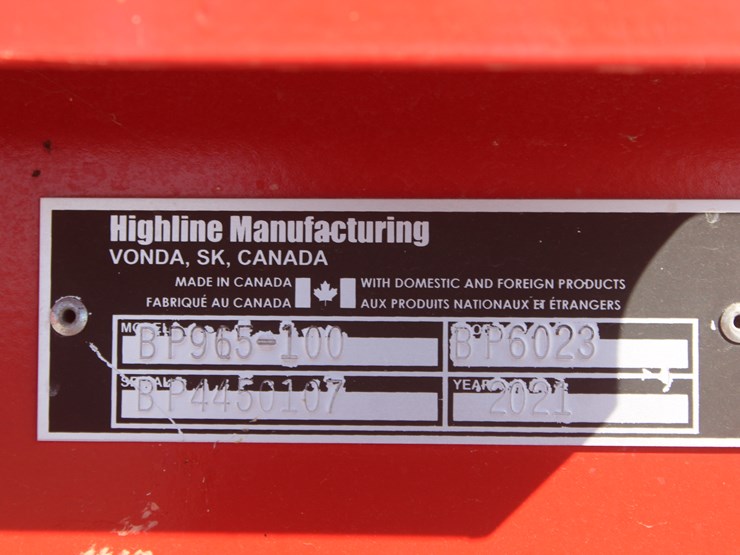 Highline Manufacturing
VONDA, SK, CANADA
MADE IN CANADA WITH DOMESTIC AND FOREIGN PRODUCTS
FABRIQUÉ AU CANADA AUX PRODUITS NATIONAUX ET ÉTRANGERS
BP965-100 BP6023
YEAR
BP4450107 2021